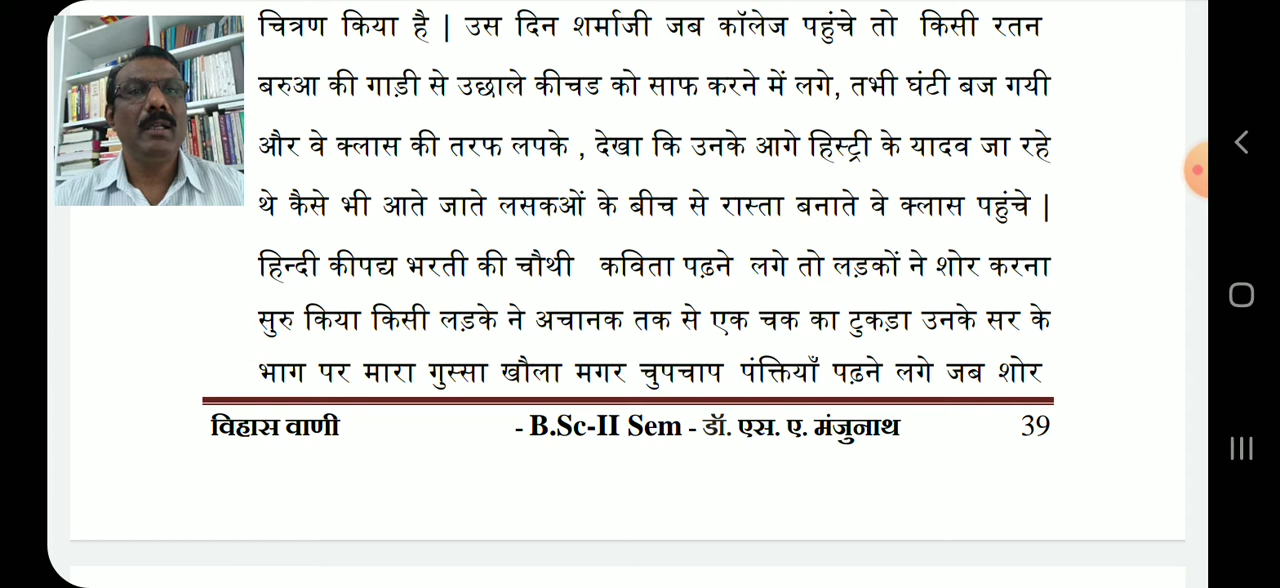 चित्रण किया है | उस दिन शर्माजी जब कॉलेज पहुंचे तो किसी रतन
बरुआ की गाड़ी से उछाले कीचड को साफ करने में लगे, तभी घंटी बज गयी
और वे क्लास की तरफ लपके , देखा कि उनके आगे हिस्ट्री के यादव जा रहे
थे कैसे भी आते जाते लसकओं के बीच से रास्ता बनाते वे क्लास पहुंचे |
हिन्दी कीपद्य भरती की चौथी कविता पढ़ने लगे तो लड़कों ने शोर करना
सुरु किया किसी लड़के ने अचानक तक से एक चक का टुकड़ा उनके सर के
भाग पर मारा गुस्सा खौला मगर चुपचाप पंक्तियाँ पढ़ने लगे जब शोर
विहास वाणी - B.Sc-II Sem - डॉ. एस. ए. मंजुनाथ 39